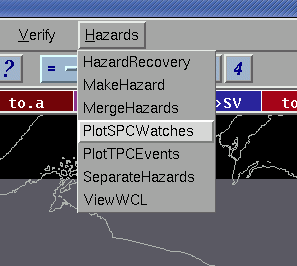 Verify Hazards
? = 4
HazardRecovery
to.a MakeHazard >SV to
MergeHazards
PlotSPCWatches
PlotTPCEvents
SeparateHazards
ViewWCL